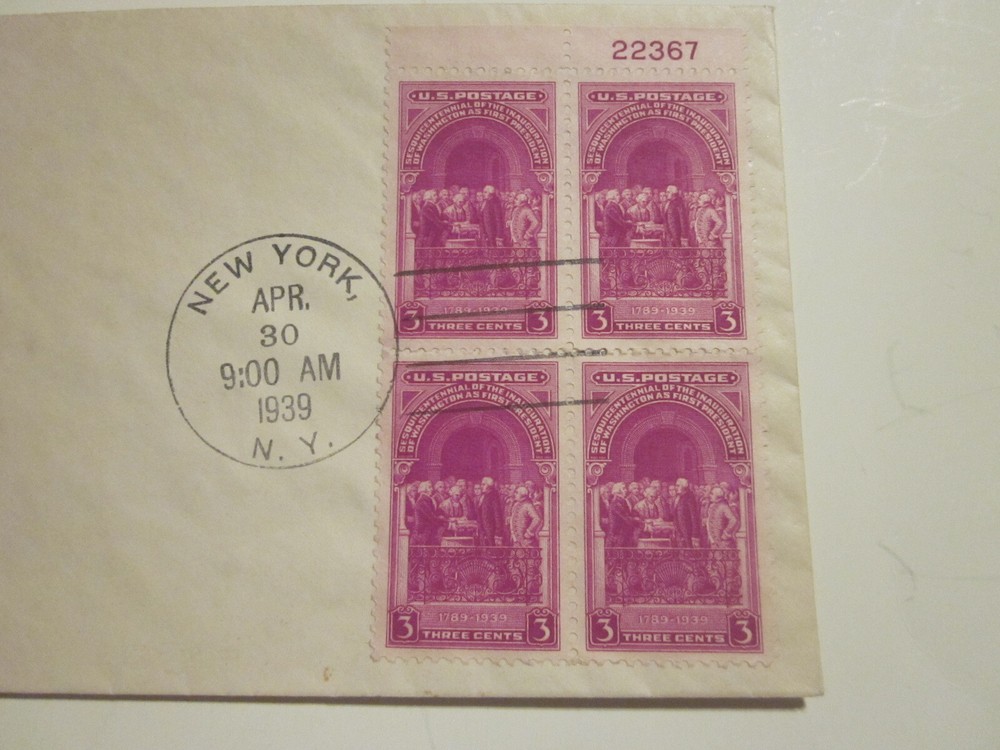 22367
U.S. POSTAGE
SESQUICENTENNIAL OF THE INAUGURATION
OF WASHINGTON AS FIRST PRESIDENT
1789-1939
3 THREE CENTS 3
U.S. POSTAGE
SESQUICENTENNIAL OF THE INAUGURATION
OF WASHINGTON AS FIRST PRESIDENT
1789-1939
3 THREE CENTS 3
NEW YORK,
APR.
30
9:00 AM
1939
N. Y.
U.S. POSTAGE
SESQUICENTENNIAL OF THE INAUGURATION
OF WASHINGTON AS FIRST PRESIDENT
1789-1939
3 THREE CENTS 3
U.S. POSTAGE
SESQUICENTENNIAL OF THE INAUGURATION
OF WASHINGTON AS FIRST PRESIDENT
1789-1939
3 THREE CENTS 3